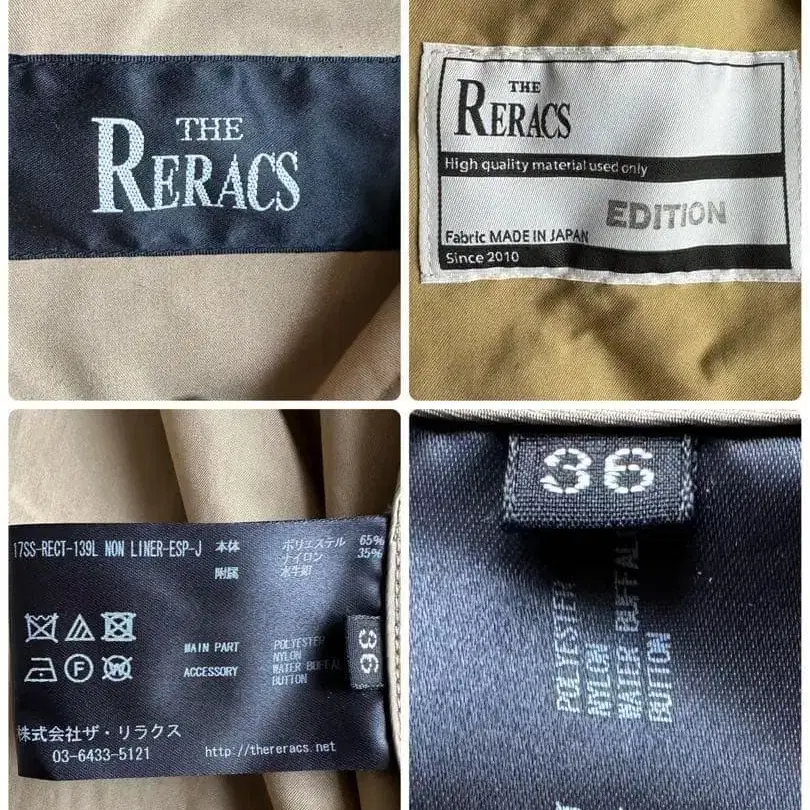 THE
RERACS
THE
RERACS
High quality material used only
EDITION
Fabric MADE IN JAPAN
Since 2010
17SS-RECT-139L NON LINER-ESP-J 本体 ポリエステル 65%
ナイロン 35%
附属 水牛釦
MAIN PART POLYESTER
NYLON
ACCESSORY WATER BUFFAL
BUTTON
36
株式会社ザ・リラクス
03-6433-5121 http://thereracs.net
36
POLYESTER
NYLON
WATER BUFFALO
BUTTON